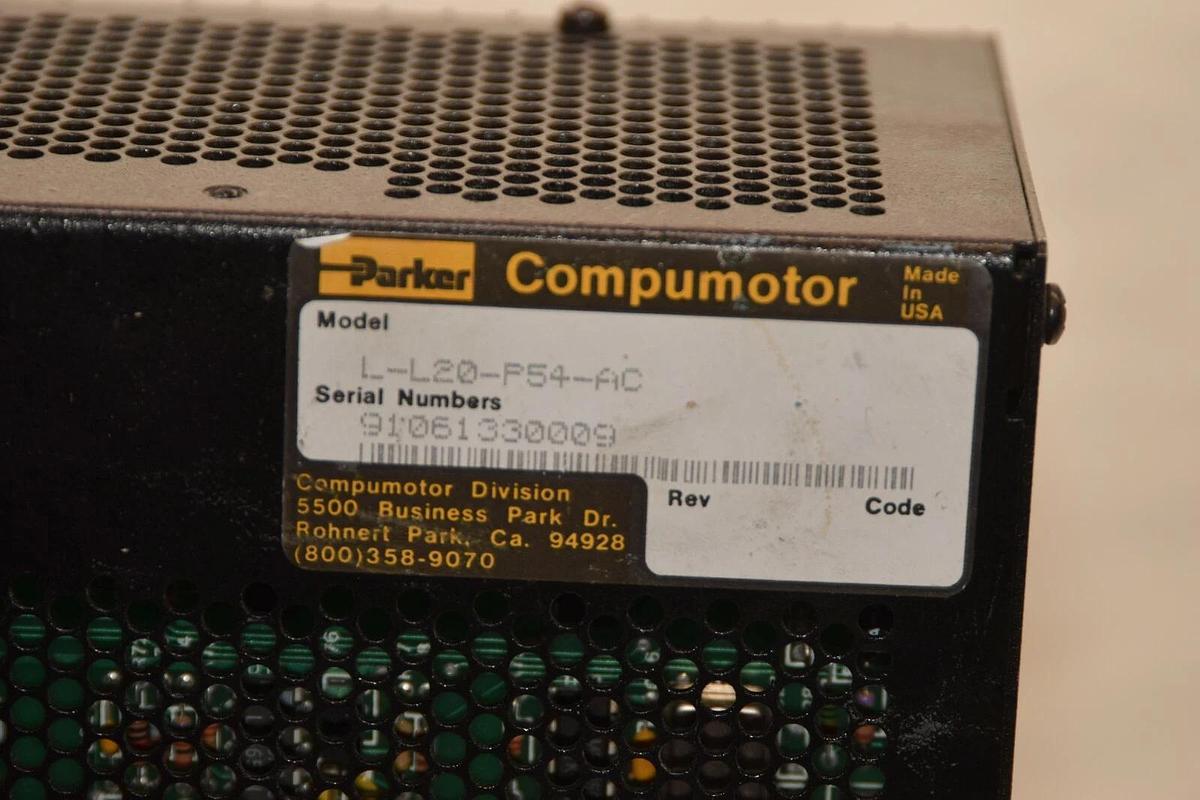 Parker Compumotor Made In USA
Model
L-L20-P54-AC
Serial Numbers
91061330009
Compumotor Division
5500 Business Park Dr.
Rohnert Park, Ca. 94928
(800)358-9070
Rev Code